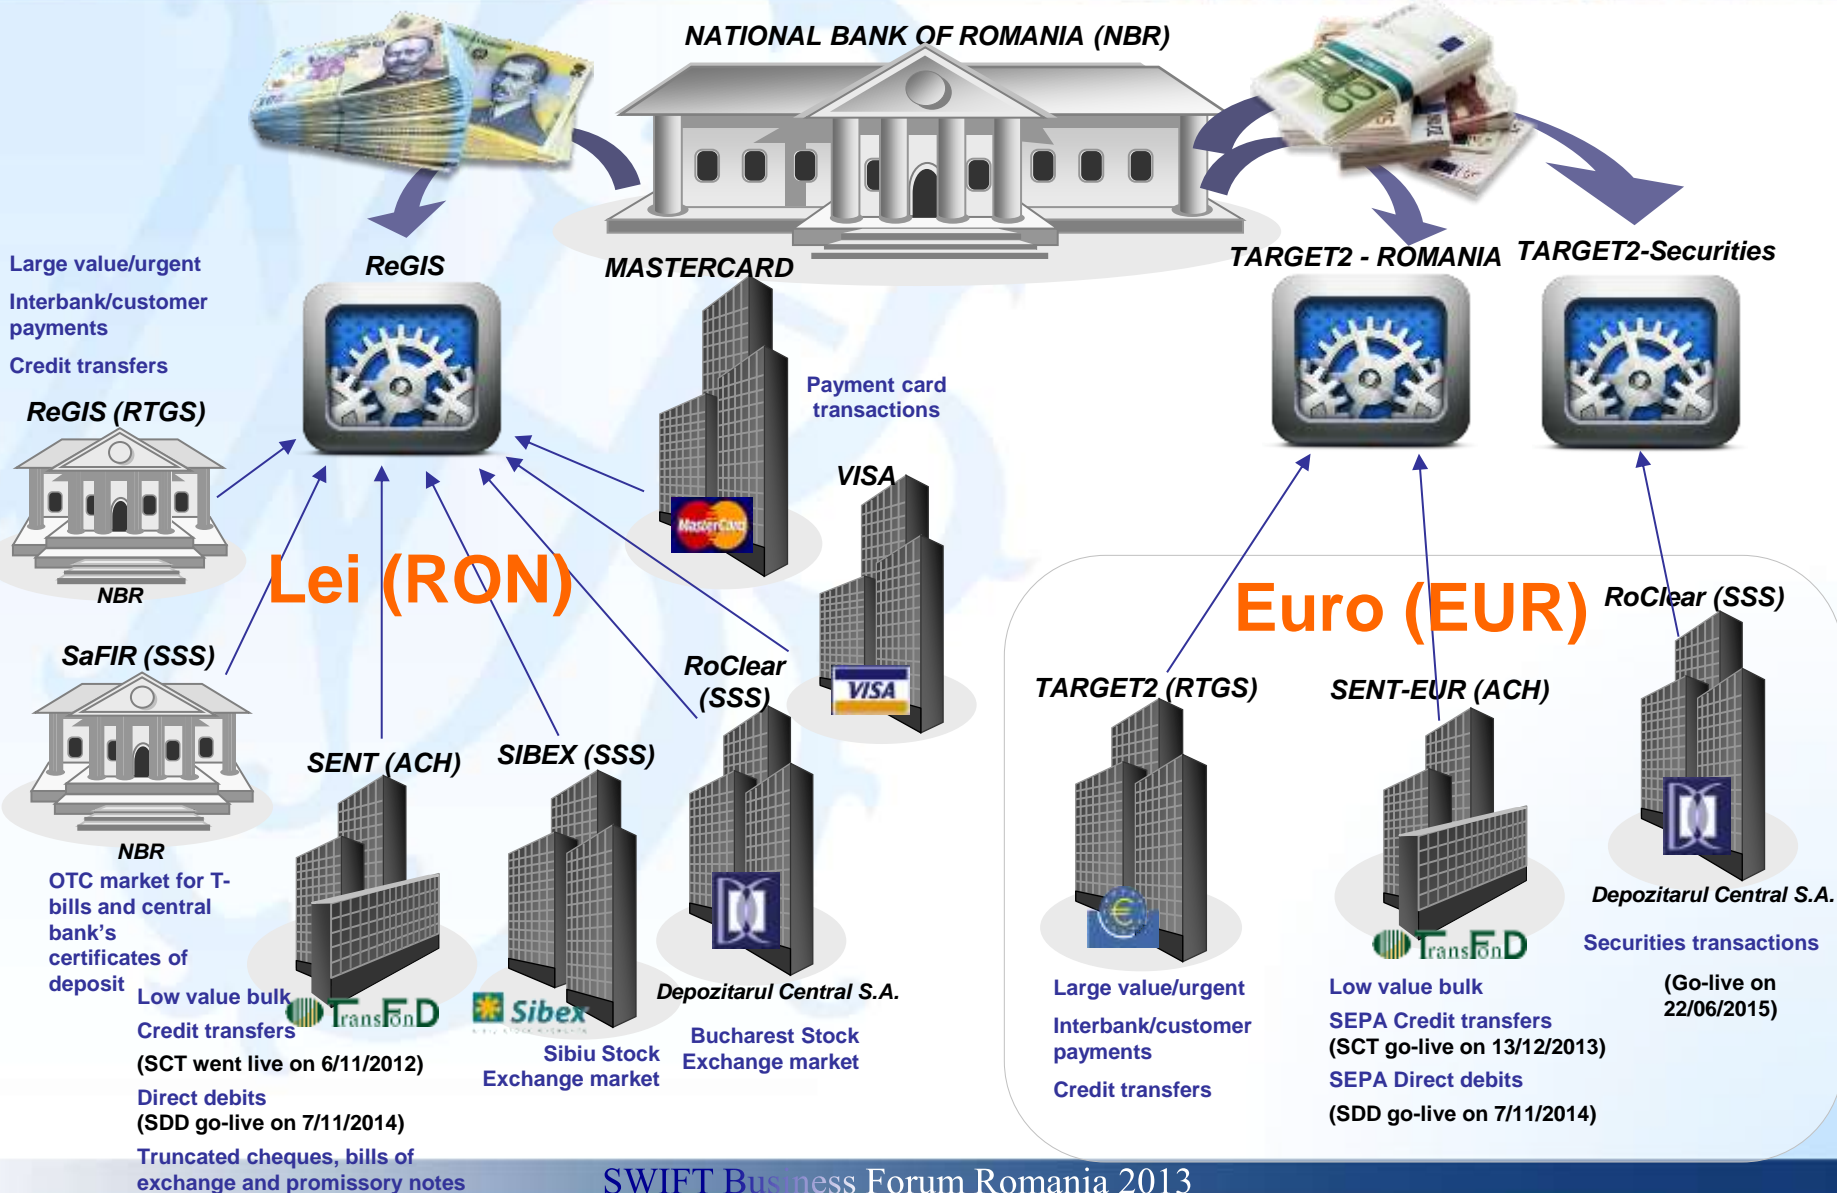 NATIONAL BANK OF ROMANIA (NBR)
Large value/urgent
Interbank/customer
payments
Credit transfers
ReGIS
MASTERCARD
TARGET2 - ROMANIA
TARGET2-Securities
Payment card
transactions
ReGIS (RTGS)
NBR
MasterCard
VISA
VISA
Lei (RON)
Euro (EUR)
SaFIR (SSS)
NBR
OTC market for T-
bills and central
bank's
certificates of
deposit
SENT (ACH)
TransFonD
Low value bulk
Credit transfers
(SCT went live on 6/11/2012)
Direct debits
(SDD go-live on 7/11/2014)
Truncated cheques, bills of
exchange and promissory notes
SIBEX (SSS)
Sibex
Sibiu Stock
Exchange market
RoClear
(SSS)
Depozitarul Central S.A.
Bucharest Stock
Exchange market
TARGET2 (RTGS)
Large value/urgent
Interbank/customer
payments
Credit transfers
SENT-EUR (ACH)
TransFonD
Low value bulk
SEPA Credit transfers
(SCT go-live on 13/12/2013)
SEPA Direct debits
(SDD go-live on 7/11/2014)
RoClear (SSS)
Depozitarul Central S.A.
Securities transactions
(Go-live on
22/06/2015)
SWIFT Business Forum Romania 2013